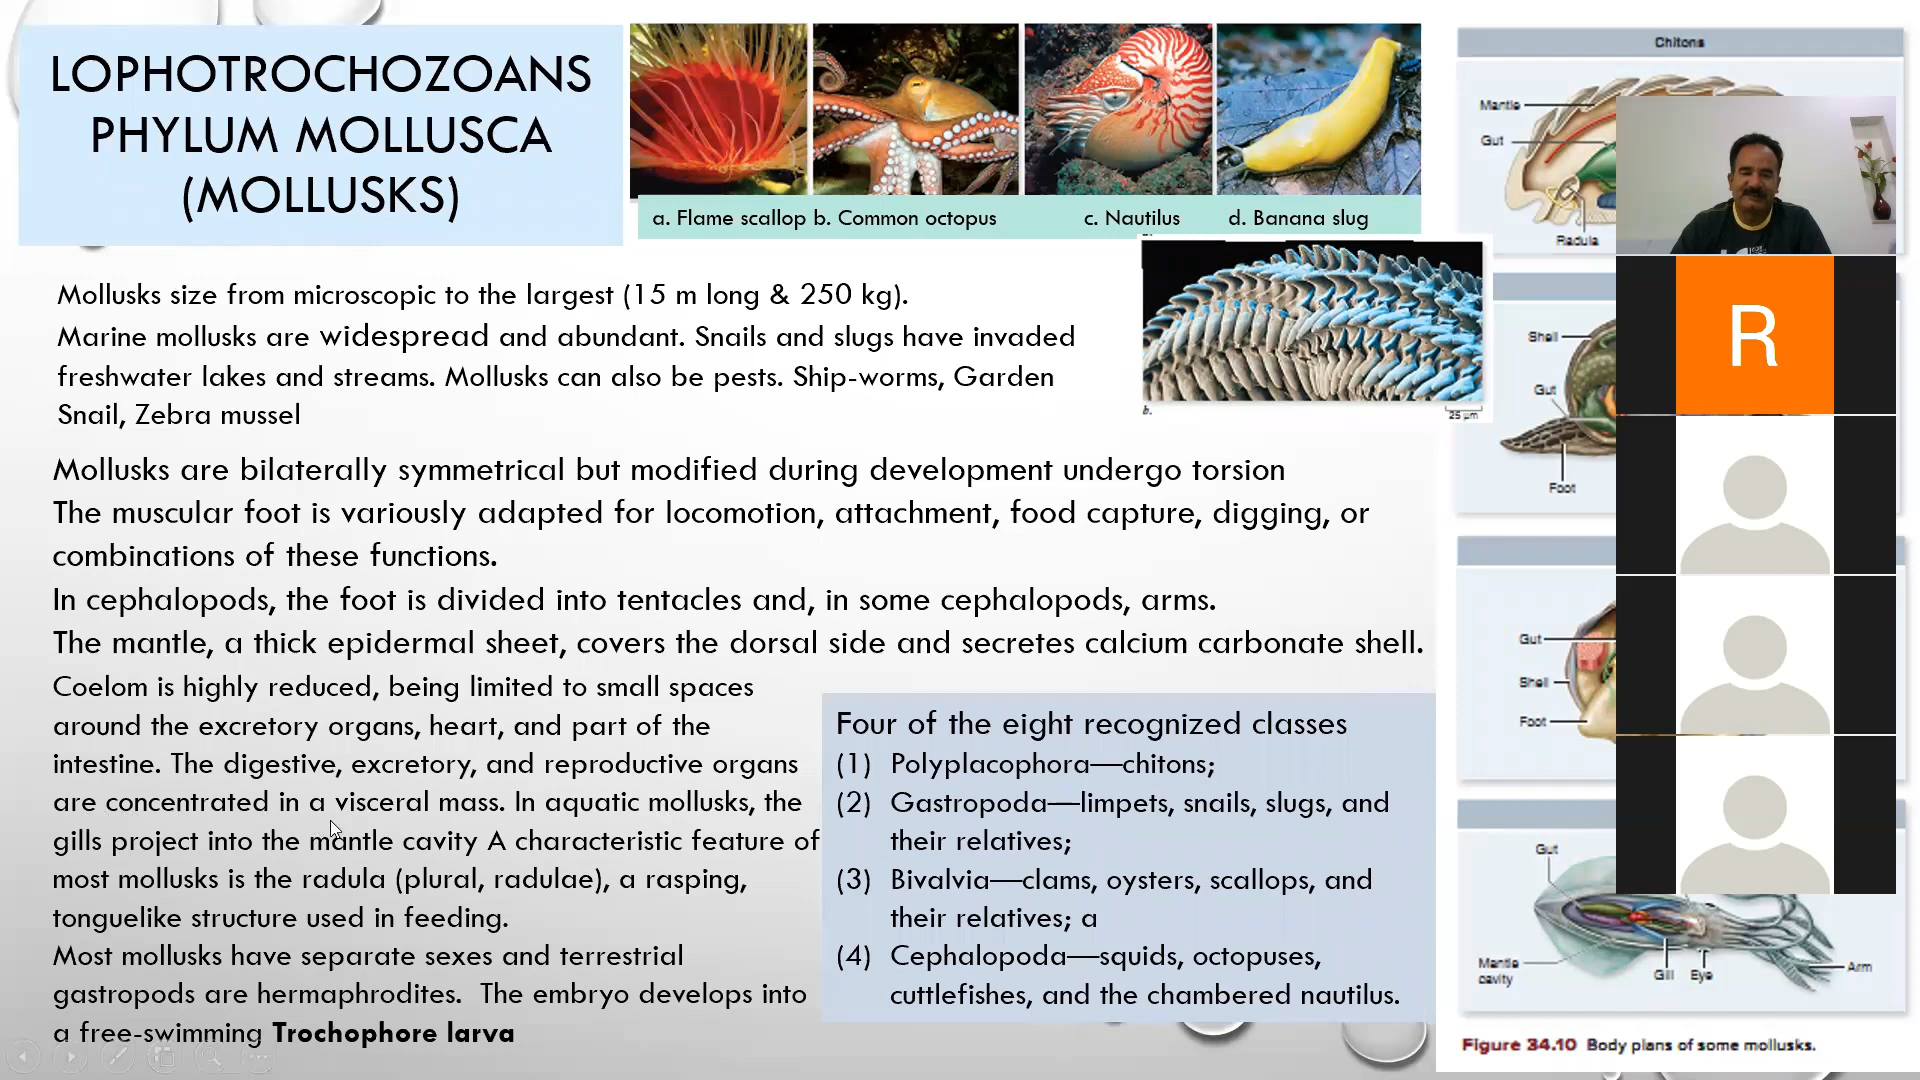 LOPHOTROCHOZOANS
PHYLUM MOLLUSCA
(MOLLUSKS)
a. Flame scallop b. Common octopus c. Nautilus d. Banana slug
Mollusks size from microscopic to the largest (15 m long & 250 kg).
Marine mollusks are widespread and abundant. Snails and slugs have invaded
freshwater lakes and streams. Mollusks can also be pests. Ship-worms, Garden
Snail, Zebra mussel
b.
25 µm
Mollusks are bilaterally symmetrical but modified during development undergo torsion
The muscular foot is variously adapted for locomotion, attachment, food capture, digging, or
combinations of these functions.
In cephalopods, the foot is divided into tentacles and, in some cephalopods, arms.
The mantle, a thick epidermal sheet, covers the dorsal side and secretes calcium carbonate shell.
Coelom is highly reduced, being limited to small spaces
around the excretory organs, heart, and part of the
intestine. The digestive, excretory, and reproductive organs
are concentrated in a visceral mass. In aquatic mollusks, the
gills project into the mantle cavity A characteristic feature of
most mollusks is the radula (plural, radulae), a rasping,
tonguelike structure used in feeding.
Most mollusks have separate sexes and terrestrial
gastropods are hermaphrodites. The embryo develops into
a free-swimming Trochophore larva
Four of the eight recognized classes
(1) Polyplacophora—chitons;
(2) Gastropoda—limpets, snails, slugs, and
their relatives;
(3) Bivalvia—clams, oysters, scallops, and
their relatives; a
(4) Cephalopoda—squids, octopuses,
cuttlefishes, and the chambered nautilus.
Chitons
Mantle
Gut
Radula
R
Shell
Gut
Foot
Gut
Shell
Foot
Gut
Mantle
cavity
Gill
Eye
Arm
Figure 34.10 Body plans of some mollusks.